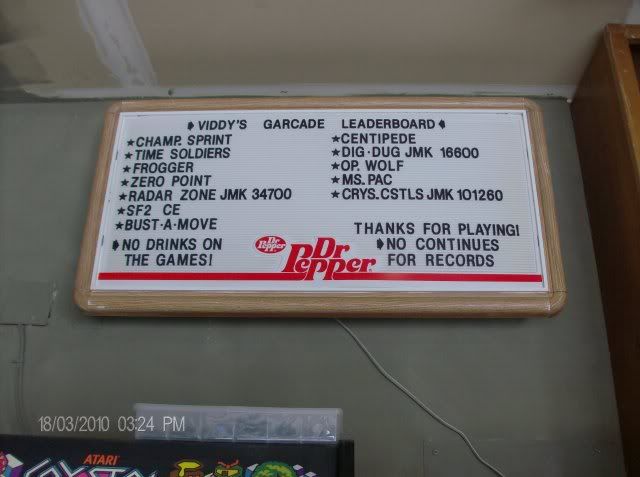 VIDDY'S GARCADE LEADERBOARD
★CHAMP. SPRINT
★TIME SOLDIERS
★FROGGER
★ZERO POINT
★RADAR ZONE JMK 34700
★SF2 CE
★BUST-A-MOVE
NO DRINKS ON
THE GAMES!
★CENTIPEDE
★DIG-DUG JMK 16600
★OP. WOLF
★MS. PAC
★CRYS. CSTLS JMK 101260
THANKS FOR PLAYING!
NO CONTINUES
FOR RECORDS
Dr Pepper
Dr Pepper
18/03/2010 03:24 PM
ATARI
CRYSTAL